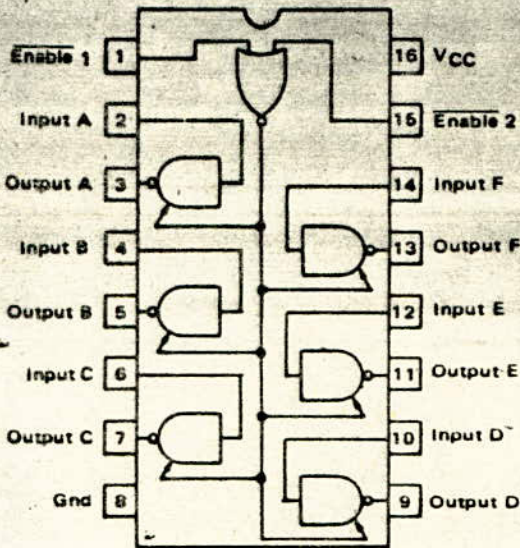 Enable 1 1 16 VCC
Input A 2 15 Enable 2
Output A 3 14 Input F
Input B 4 13 Output F
Output B 5 12 Input E
Input C 6 11 Output E
Output C 7 10 Input D
Gnd 8 9 Output D